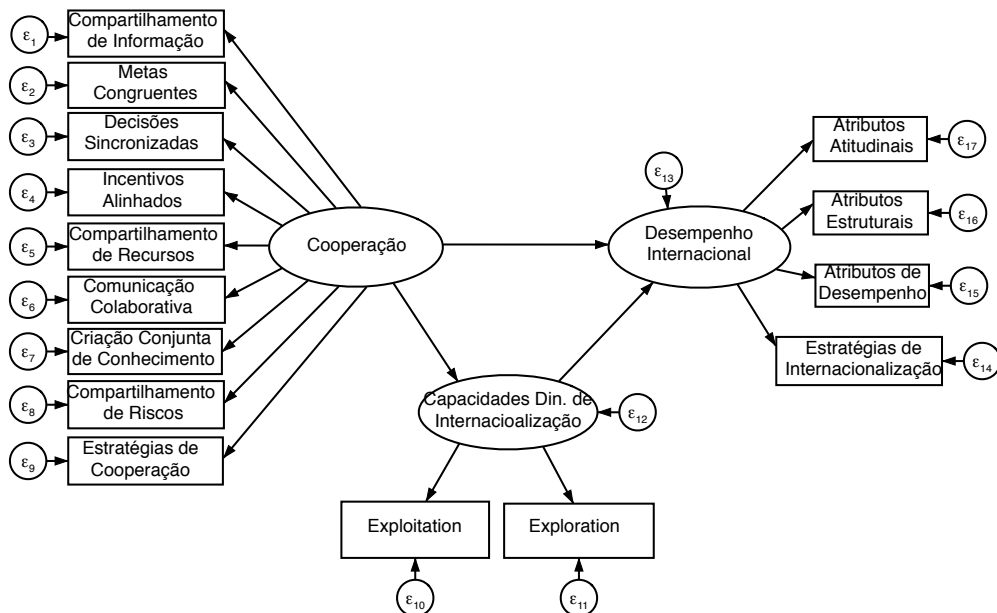 ε1
Compartilhamento
de Informação
ε2
Metas
Congruentes
ε3
Decisões
Sincronizadas
ε4
Incentivos
Alinhados
ε5
Compartilhamento
de Recursos
ε6
Comunicação
Colaborativa
ε7
Criação Conjunta
de Conhecimento
ε8
Compartilhamento
de Riscos
ε9
Estratégias de
Cooperação
Cooperação
Capacidades Din. de
Internacioalização
ε12
Exploitation
Exploration
ε10
ε11
ε13
Desempenho
Internacional
Atributos
Atitudinais
ε17
Atributos
Estruturais
ε16
Atributos de
Desempenho
ε15
Estratégias de
Internacionalização
ε14